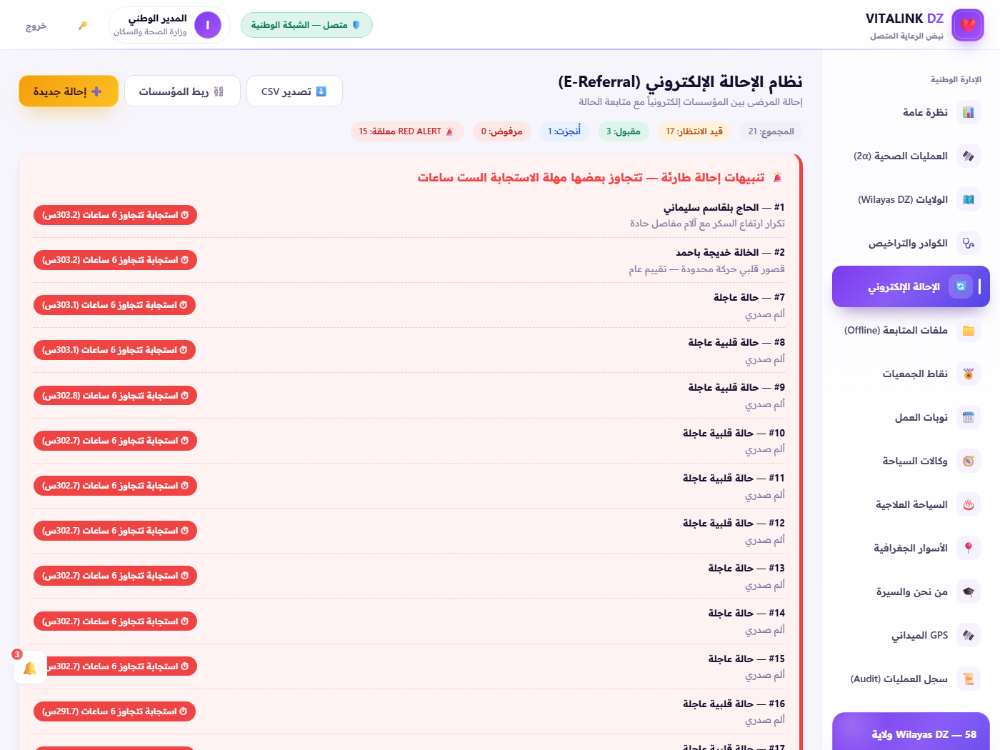 VITALINK DZ
نبض الرعاية المتصل
متصل — الشبكة الوطنية
I
المدير الوطني
وزارة الصحة والسكان
خروج
الإدارة الوطنية
نظرة عامة
العمليات الصحية (2α)
الولايات (Wilayas DZ)
الكوادر والتراخيص
الإحالة الإلكتروني
ملفات المتابعة (Offline)
نقاط الجمعيات
نوبات العمل
وكالات السياحة
السياحة العلاجية
الأسوار الجغرافية
من نحن والسيرة
GPS الميداني
سجل العمليات (Audit)
58 — Wilayas DZ ولاية
نظام الإحالة الإلكتروني (E-Referral)
إحالة المرضى بين المؤسسات إلكترونياً مع متابعة الحالة
تصدير CSV
ربط المؤسسات
إحالة جديدة
المجموع: 21
قيد الانتظار: 17
مقبول: 3
أُنجزت: 1
مرفوض: 0
RED ALERT معلقة: 15
تنبيهات إحالة طارئة — تتجاوز بعضها مهلة الاستجابة الست ساعات
#1 — الحاج بلقاسم سليماني
تكرار ارتفاع السكر مع آلام مفاصل حادة
استجابة تتجاوز 6 ساعات (303.2س)
#2 — الخالة خديجة باحمد
قصور قلبي حركة محدودة — تقييم عام
استجابة تتجاوز 6 ساعات (303.2س)
#7 — حالة عاجلة
ألم صدري
استجابة تتجاوز 6 ساعات (303.1س)
#8 — حالة قلبية عاجلة
ألم صدري
استجابة تتجاوز 6 ساعات (303.1س)
#9 — حالة قلبية عاجلة
ألم صدري
استجابة تتجاوز 6 ساعات (302.8س)
#10 — حالة قلبية عاجلة
ألم صدري
استجابة تتجاوز 6 ساعات (302.7س)
#11 — حالة قلبية عاجلة
ألم صدري
استجابة تتجاوز 6 ساعات (302.7س)
#12 — حالة قلبية عاجلة
ألم صدري
استجابة تتجاوز 6 ساعات (302.7س)
#13 — حالة عاجلة
ألم صدري
استجابة تتجاوز 6 ساعات (302.7س)
#14 — حالة عاجلة
ألم صدري
استجابة تتجاوز 6 ساعات (302.7س)
#15 — حالة عاجلة
ألم صدري
استجابة تتجاوز 6 ساعات (302.7س
#16 — حالة قلبية عاجلة
ألم صدري
استجابة تتجاوز 6 ساعات (291.7س)
#17 — حالة قلبية عاجلة
3